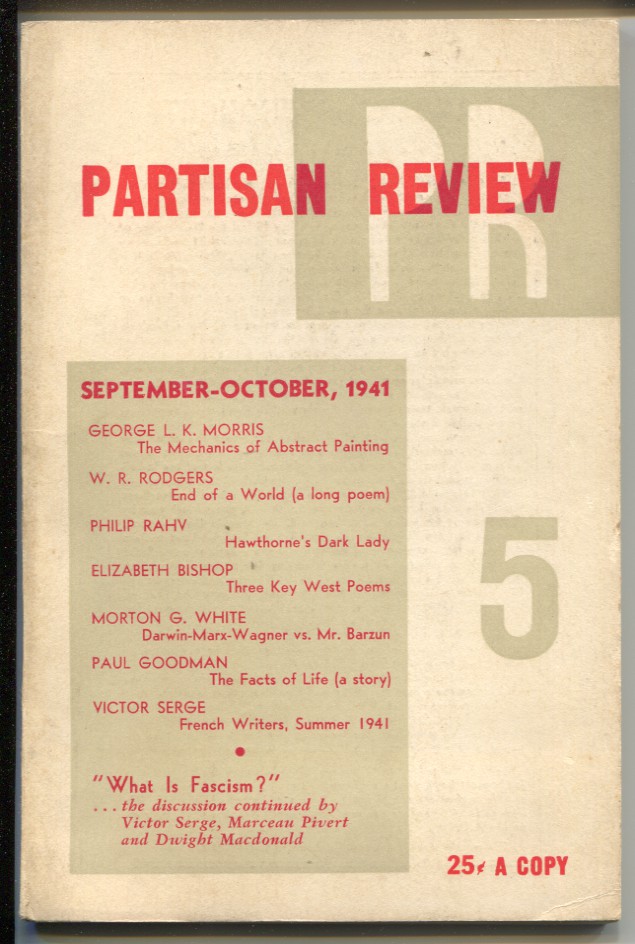 PR
PARTISAN REVIEW
SEPTEMBER-OCTOBER, 1941
GEORGE L. K. MORRIS
The Mechanics of Abstract Painting
W. R. RODGERS
End of a World (a long poem)
PHILIP RAHV
Hawthorne's Dark Lady
ELIZABETH BISHOP
Three Key West Poems
MORTON G. WHITE
Darwin-Marx-Wagner vs. Mr. Barzun
PAUL GOODMAN
The Facts of Life (a story)
VICTOR SERGE
French Writers, Summer 1941
"What Is Fascism?"
...the discussion continued by
Victor Serge, Marceau Pivert
and Dwight Macdonald
5
25¢ A COPY